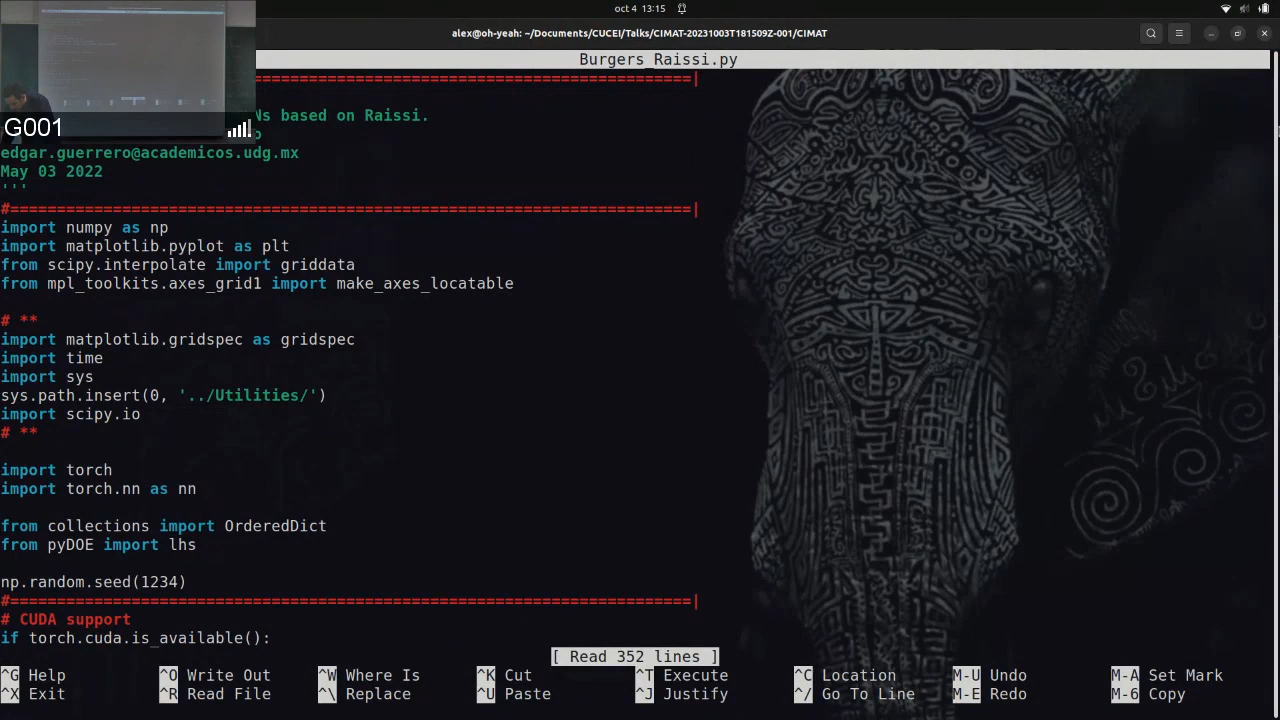 oct 4 13:15
alex@oh-yeah: ~/Documents/CUCEI/Talks/CIMAT-20231003T181509Z-001/CIMAT
Burgers_Raissi.py
#=========================================================================|
G001
Ns based on Raissi.
edgar.guerrero@academicos.udg.mx
May 03 2022
'''
#=========================================================================|
import numpy as np
import matplotlib.pyplot as plt
from scipy.interpolate import griddata
from mpl_toolkits.axes_grid1 import make_axes_locatable
# **
import matplotlib.gridspec as gridspec
import time
import sys
sys.path.insert(0, '../Utilities/')
import scipy.io
# **
import torch
import torch.nn as nn
from collections import OrderedDict
from pyDOE import lhs
np.random.seed(1234)
#=========================================================================|
# CUDA support
if torch.cuda.is_available():
[ Read 352 lines ]
^G Help ^O Write Out ^W Where Is ^K Cut ^T Execute ^C Location M-U Undo M-A Set Mark
^X Exit ^R Read File ^\ Replace ^U Paste ^J Justify ^/ Go To Line M-E Redo M-6 Copy